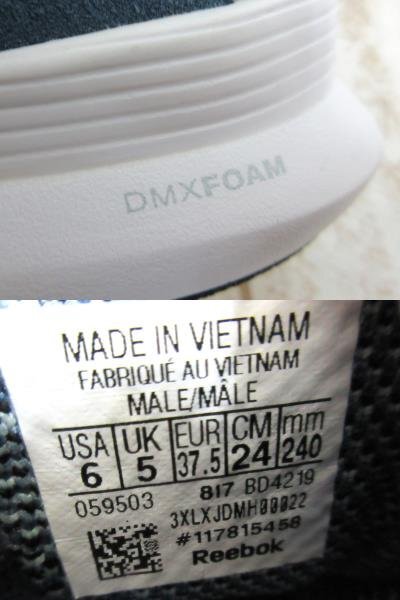 DMXFOAM
MADE IN VIETNAM
FABRIQUÉ AU VIETNAM
MALE/MÂLE
USA UK EUR CM mm
6 5 37.5 24 240
059503 817 BD4219
3XLXJDMH00022
#117815458
Reebok